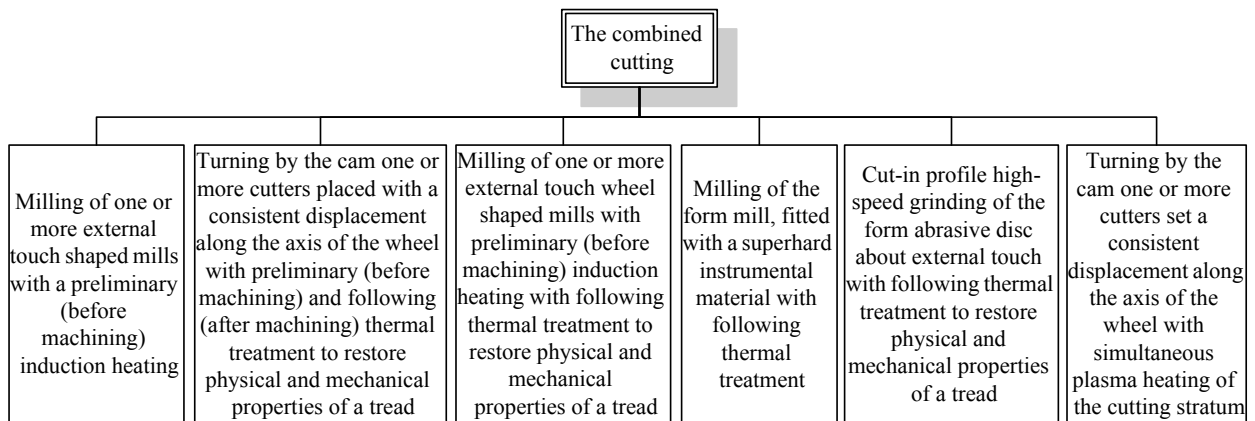 The combined
cutting
Milling of one or
more external
touch shaped mills
with a preliminary
(before
machining)
induction heating
Turning by the cam one or
more cutters placed with a
consistent displacement
along the axis of the wheel
with preliminary (before
machining) and following
(after machining) thermal
treatment to restore
physical and mechanical
properties of a tread
Milling of one or more
external touch wheel
shaped mills with
preliminary (before
machining) induction
heating with following
thermal treatment to
restore physical and
mechanical
properties of a tread
Milling of the
form mill, fitted
with a superhard
instrumental
material with
following
thermal
treatment
Cut-in profile high-
speed grinding of the
form abrasive disc
about external touch
with following thermal
treatment to restore
physical and
mechanical properties
of a tread
Turning by the
cam one or more
cutters set a
consistent
displacement along
the axis of the
wheel with
simultaneous
plasma heating of
the cutting stratum